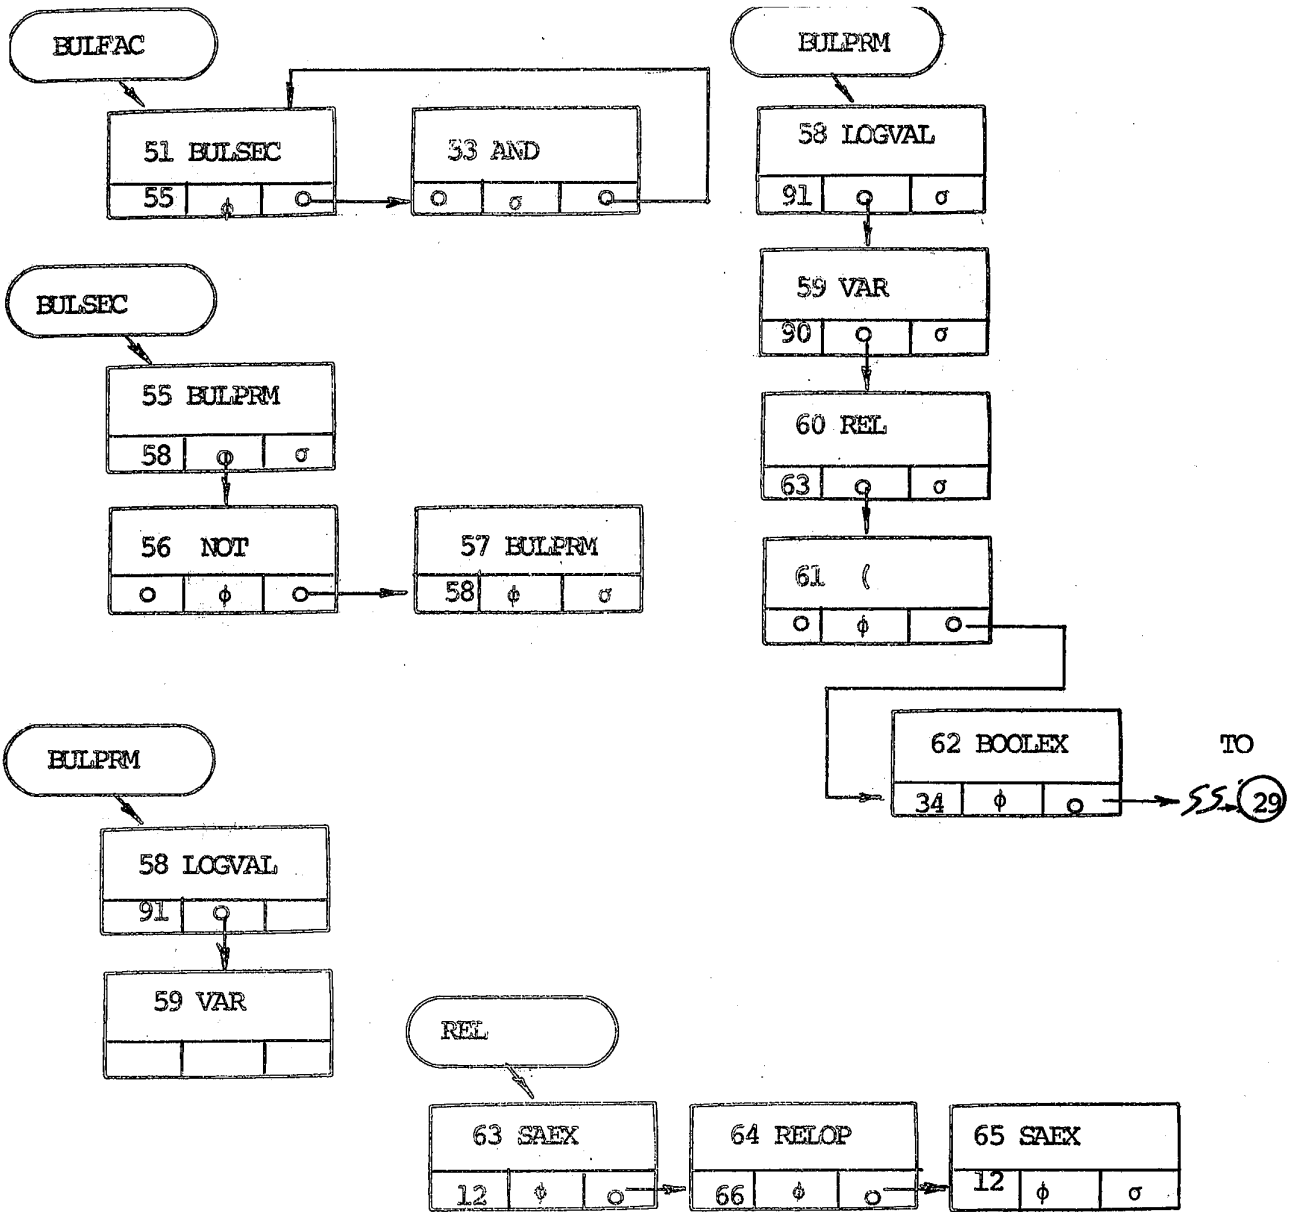 BULFAC
51 BULSEC
55 ϕ
53 AND
σ
BULSEC
55 BULPRM
58 ϕ σ
56 NOT
ϕ
57 BULPRM
58 ϕ σ
BULPRM
58 LOGVAL
91
59 VAR
BULPRM
58 LOGVAL
91 σ
59 VAR
90 σ
60 REL
63 σ
61 (
ϕ
62 BOOLEX
34 ϕ
TO
SS 29
REL
63 SAEX
12 ϕ
64 RELOP
66 ϕ
65 SAEX
12 ϕ σ